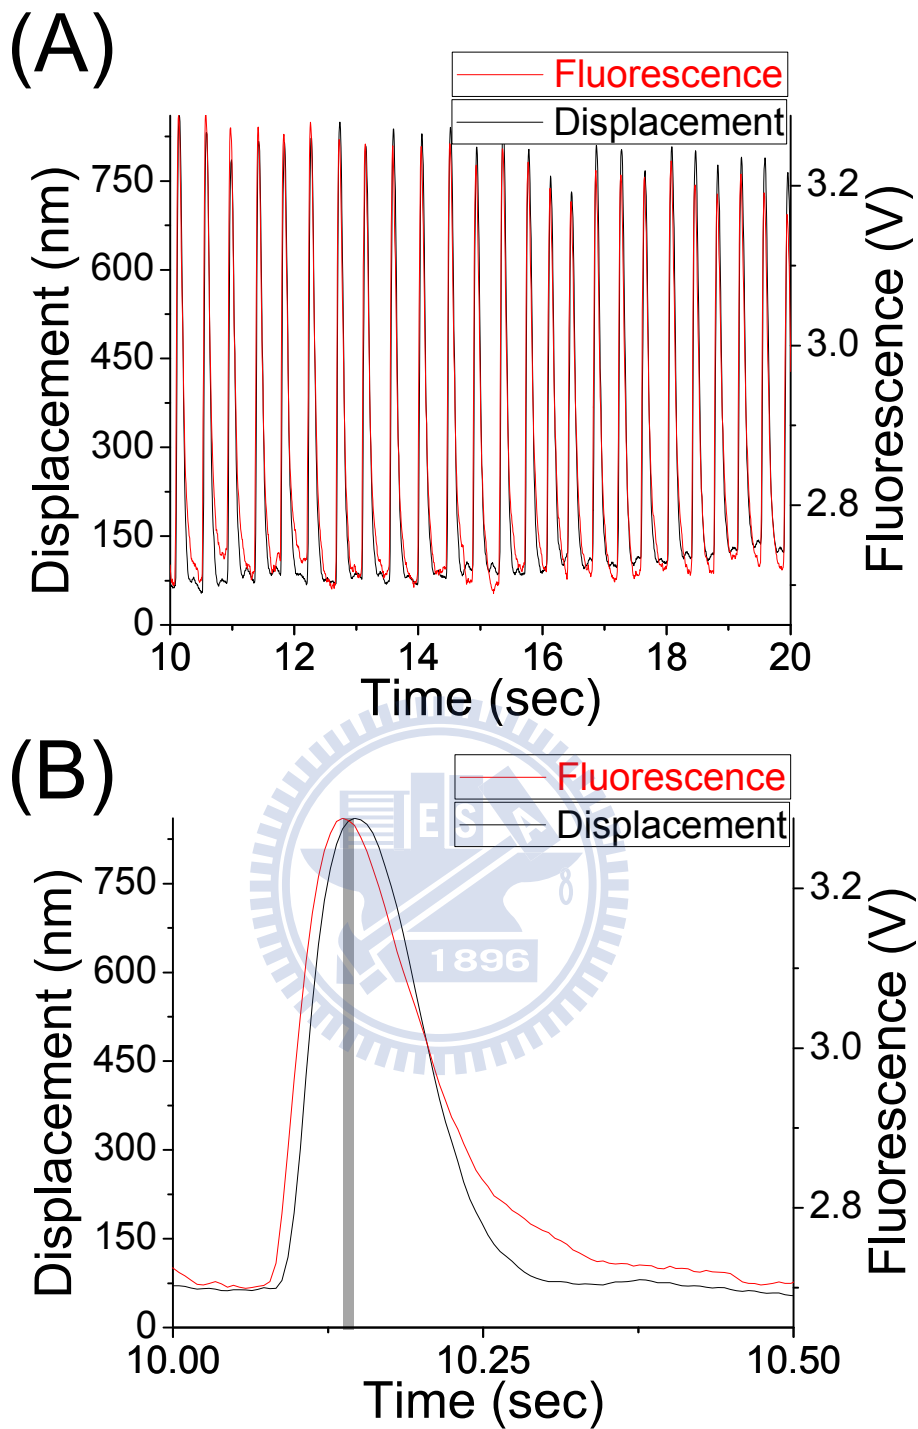 (A)
Fluorescence
Displacement
Displacement (nm)
750
600
450
300
150
0
3.2
3.0
2.8
Fluorescence (V)
10 12 14 16 18 20
Time (sec)
(B)
Fluorescence
Displacement
Displacement (nm)
750
600
450
300
150
0
ESA
1896
3.2
3.0
2.8
Fluorescence (V)
10.00 10.25 10.50
Time (sec)